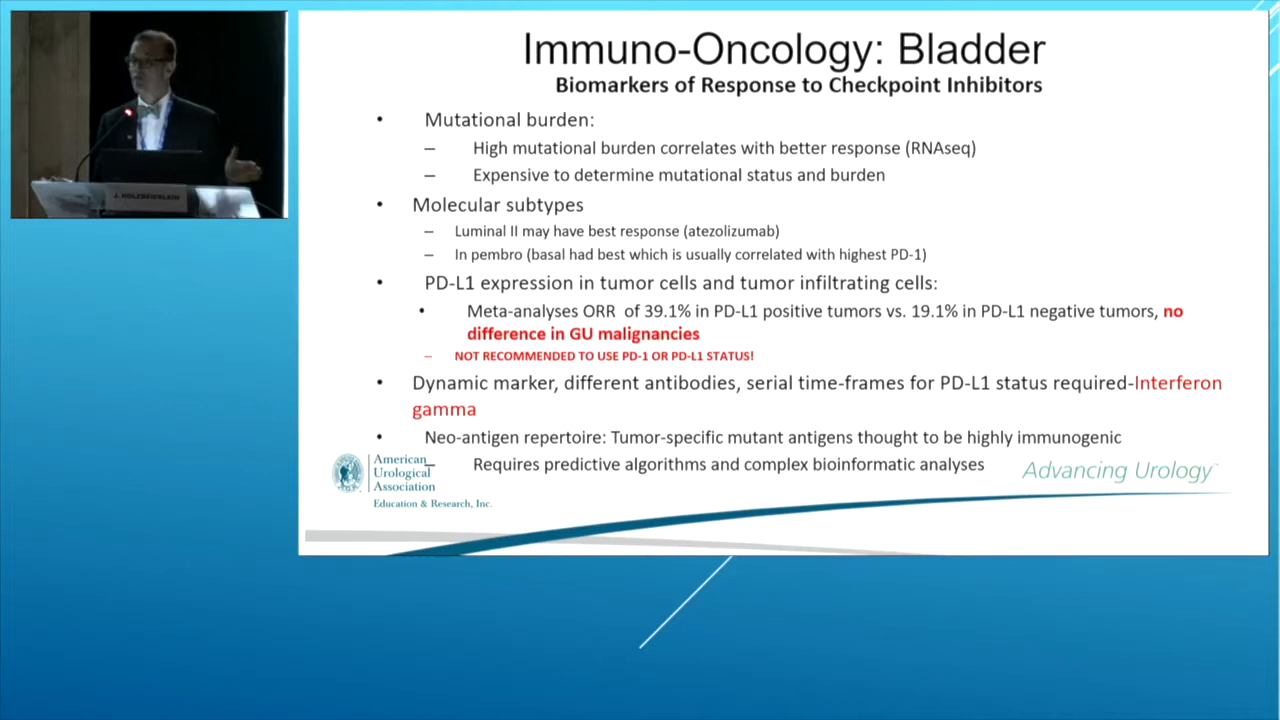 J. HOLZBEIERLEIN
Immuno-Oncology: Bladder
Biomarkers of Response to Checkpoint Inhibitors
• Mutational burden:
– High mutational burden correlates with better response (RNAseq)
– Expensive to determine mutational status and burden
• Molecular subtypes
– Luminal II may have best response (atezolizumab)
– In pembro (basal had best which is usually correlated with highest PD-1)
• PD-L1 expression in tumor cells and tumor infiltrating cells:
• Meta-analyses ORR of 39.1% in PD-L1 positive tumors vs. 19.1% in PD-L1 negative tumors, no
difference in GU malignancies
– NOT RECOMMENDED TO USE PD-1 OR PD-L1 STATUS!
• Dynamic marker, different antibodies, serial time-frames for PD-L1 status required-Interferon
gamma
• Neo-antigen repertoire: Tumor-specific mutant antigens thought to be highly immunogenic
– Requires predictive algorithms and complex bioinformatic analyses
American
Urological
Association
Education & Research, Inc.
Advancing Urology™